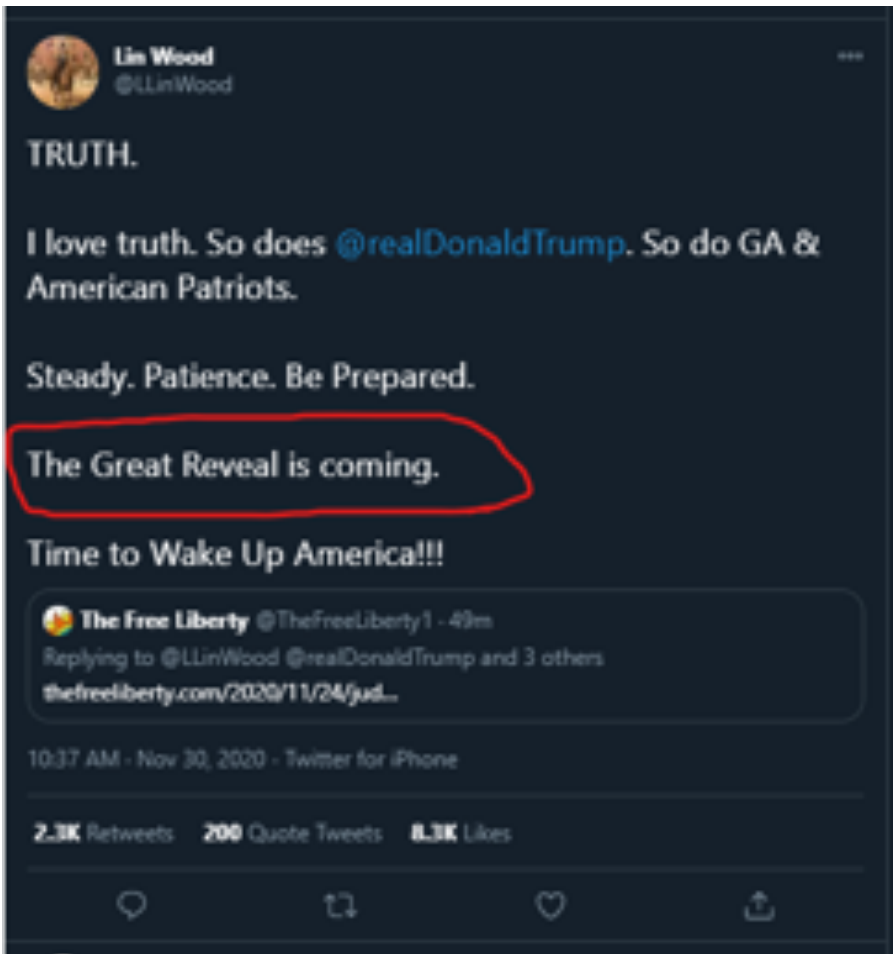 Lin Wood
@LLinWood
TRUTH.
I love truth. So does @realDonaldTrump. So do GA &
American Patriots.
Steady. Patience. Be Prepared.
The Great Reveal is coming.
Time to Wake Up America!!!
The Free Liberty @TheFreeLiberty1 · 49m
Replying to @LLinWood @realDonaldTrump and 3 others
thefreeliberty.com/2020/11/24/jud...
10:37 AM · Nov 30, 2020 · Twitter for iPhone
2.3K Retweets 200 Quote Tweets 8.3K Likes